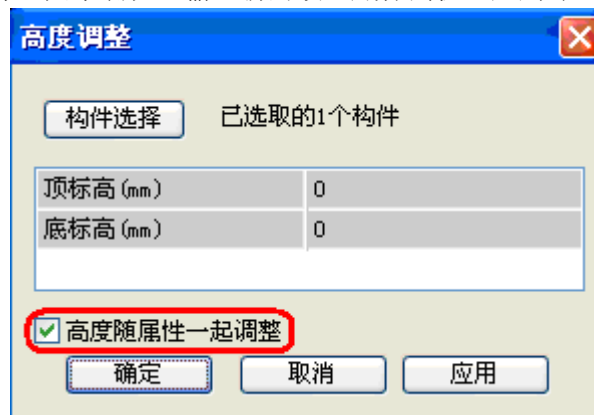 高度调整
构件选择 已选取的1个构件
顶标高(mm) 0
底标高(mm) 0
高度随属性一起调整
确定 取消 应用